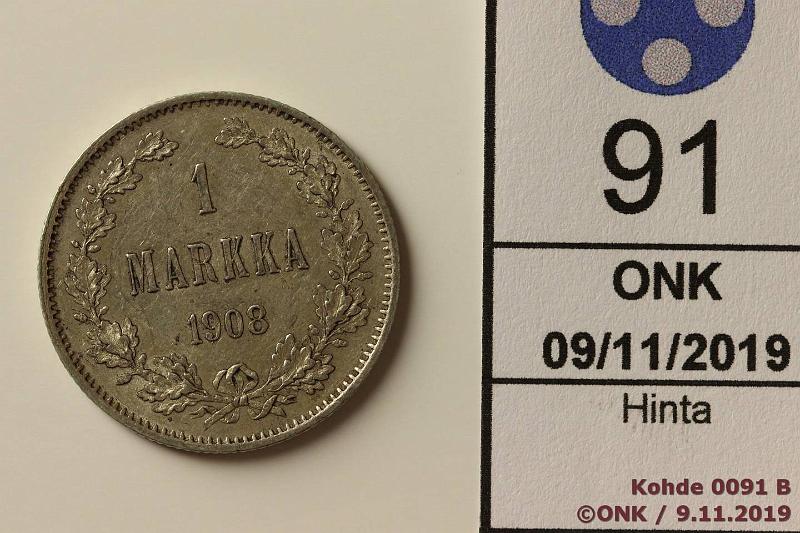 1
MARKKA
1908
91
ONK
09/11/2019
Hinta
Kohde 0091 B
©ONK / 9.11.2019